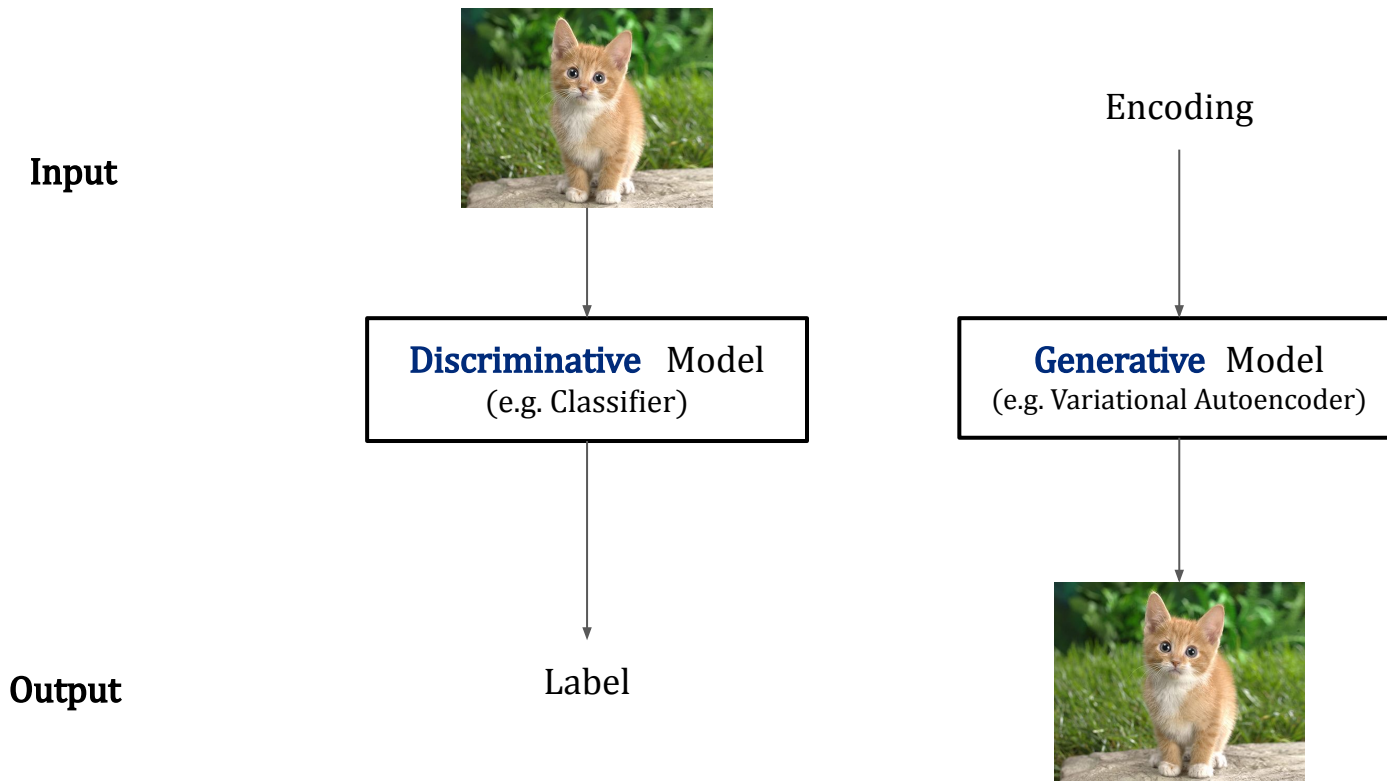 Encoding
Input
Discriminative Model
(e.g. Classifier)
Generative Model
(e.g. Variational Autoencoder)
Label
Output